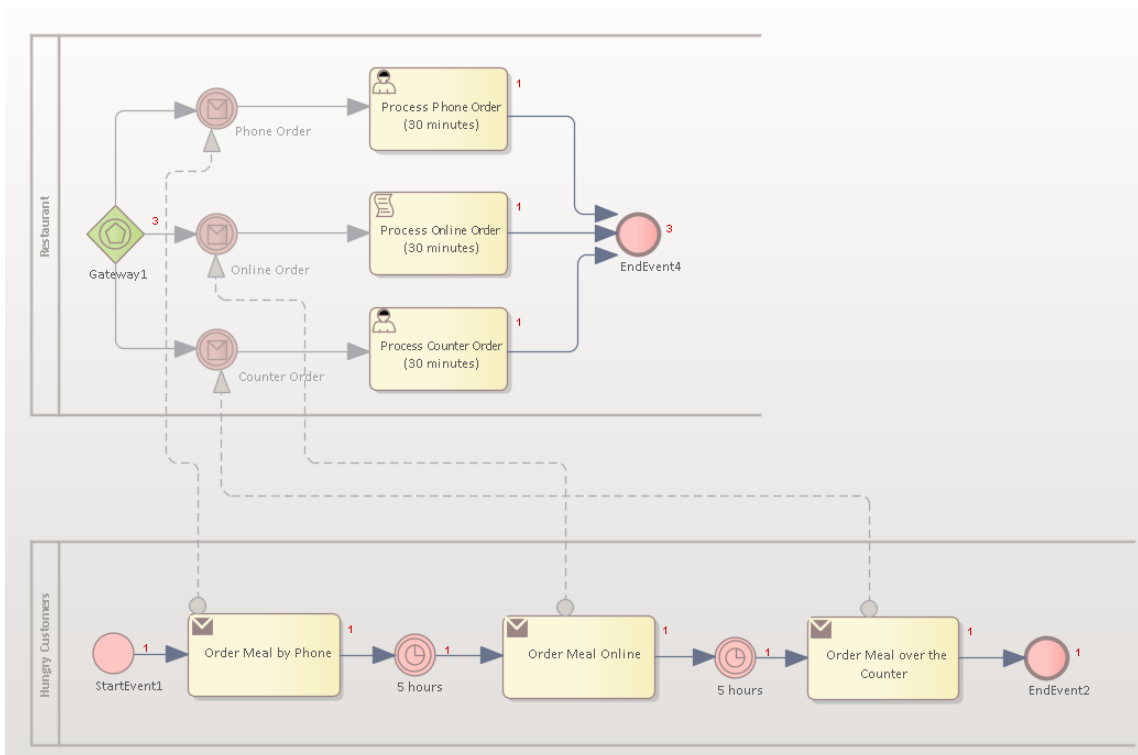 Restaurant
1
Process Phone Order
(30 minutes)
Phone Order
3
Gateway1
1
Process Online Order
(30 minutes)
Online Order
3
EndEvent4
1
Process Counter Order
(30 minutes)
Counter Order
Hungry Customers
StartEvent1
1
Order Meal by Phone
1
5 hours
1
Order Meal Online
1
5 hours
1
Order Meal over the
Counter
1
EndEvent2
1